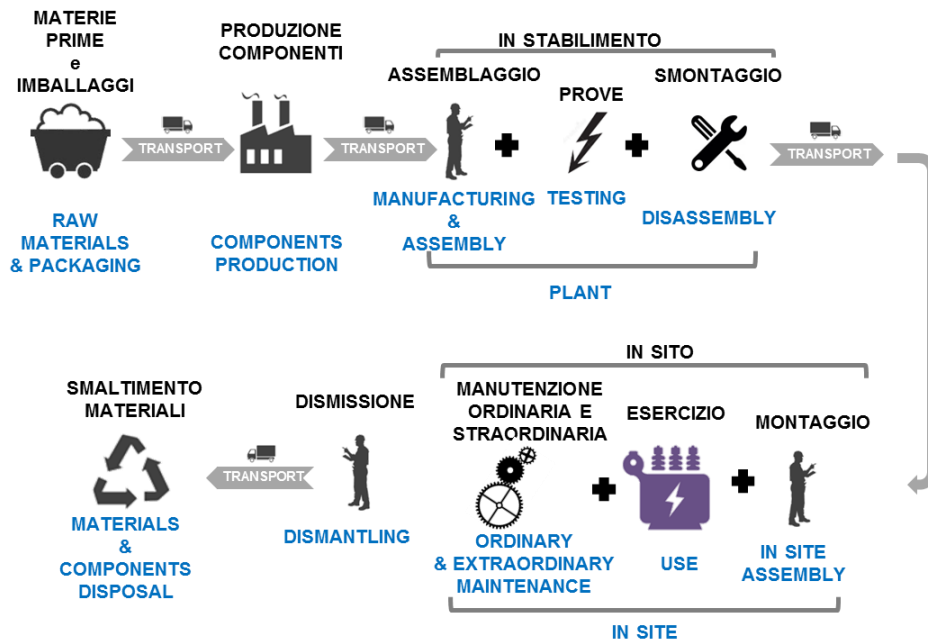 MATERIE
PRIME
e
IMBALLAGGI
TRANSPORT
RAW
MATERIALS
& PACKAGING
PRODUZIONE
COMPONENTI
TRANSPORT
COMPONENTS
PRODUCTION
IN STABILIMENTO
ASSEMBLAGGIO
PROVE
SMONTAGGIO
TRANSPORT
MANUFACTURING
&
ASSEMBLY
TESTING
DISASSEMBLY
PLANT
IN SITO
MONTAGGIO
IN SITE
ASSEMBLY
ESERCIZIO
USE
MANUTENZIONE
ORDINARIA E
STRAORDINARIA
ORDINARY
& EXTRAORDINARY
MAINTENANCE
IN SITE
DISMISSIONE
DISMANTLING
TRANSPORT
SMALTIMENTO
MATERIALI
MATERIALS
&
COMPONENTS
DISPOSAL